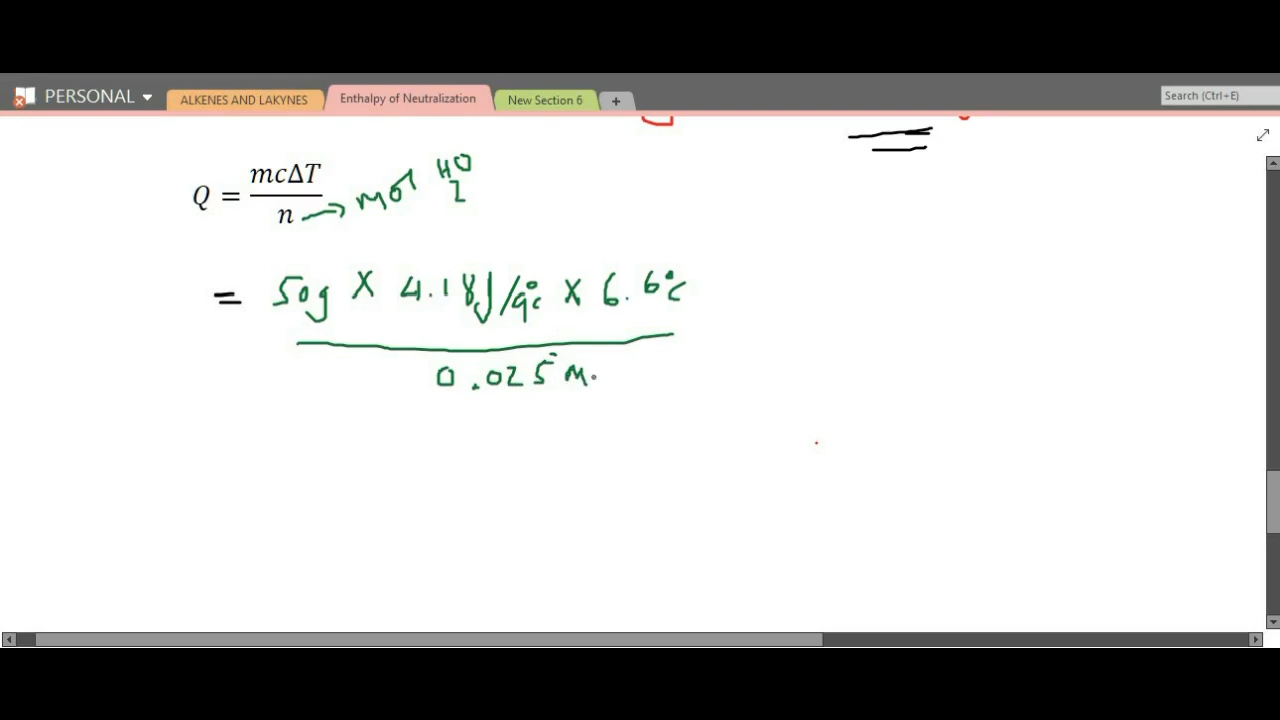 PERSONAL
ALKENES AND LAKYNES
Enthalpy of Neutralization
New Section 6
+
Search (Ctrl+E)
Q = mcΔT / n → mol H2O
= 50g x 4.18J/g°c x 6.6°c
0.025 m